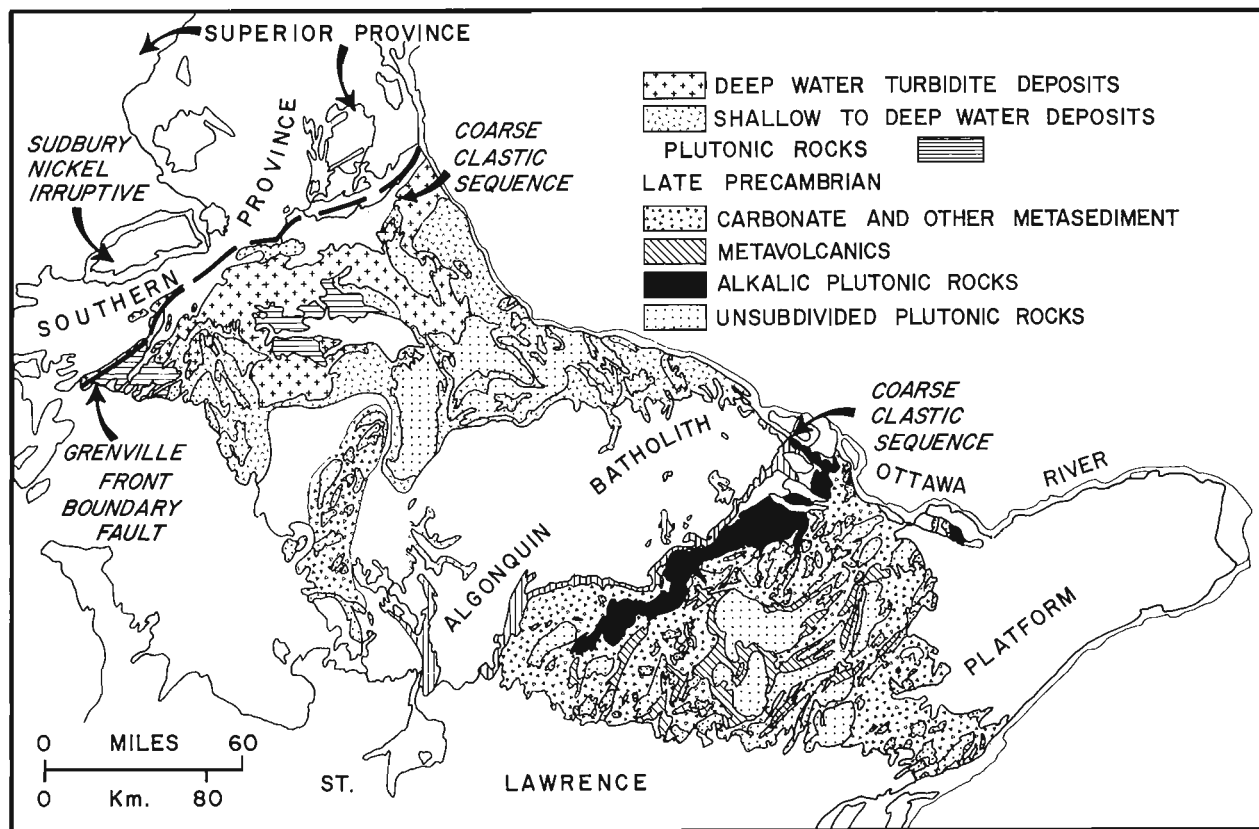 SUPERIOR PROVINCE
SUDBURY
NICKEL
IRRUPTIVE
SOUTHERN PROVINCE
COARSE
CLASTIC
SEQUENCE
GRENVILLE
FRONT
BOUNDARY
FAULT
DEEP WATER TURBIDITE DEPOSITS
SHALLOW TO DEEP WATER DEPOSITS
PLUTONIC ROCKS
LATE PRECAMBRIAN
CARBONATE AND OTHER METASEDIMENT
METAVOLCANICS
ALKALIC PLUTONIC ROCKS
UNSUBDIVIDED PLUTONIC ROCKS
COARSE
CLASTIC
SEQUENCE
OTTAWA RIVER
ALGONQUIN BATHOLITH
ST. LAWRENCE PLATFORM
0 MILES 60
0 Km. 80